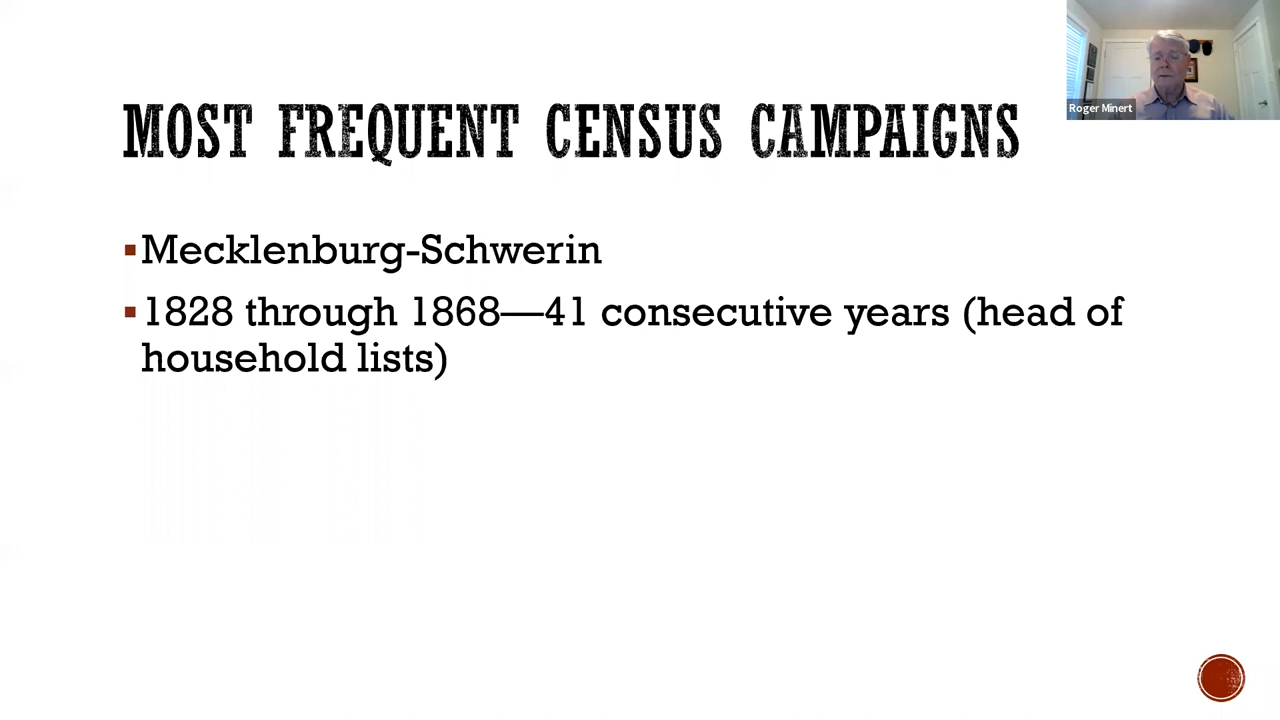 MOST FREQUENT CENSUS CAMPAIGNS
Roger Minert
▪Mecklenburg-Schwerin
▪1828 through 1868—41 consecutive years (head of
household lists)